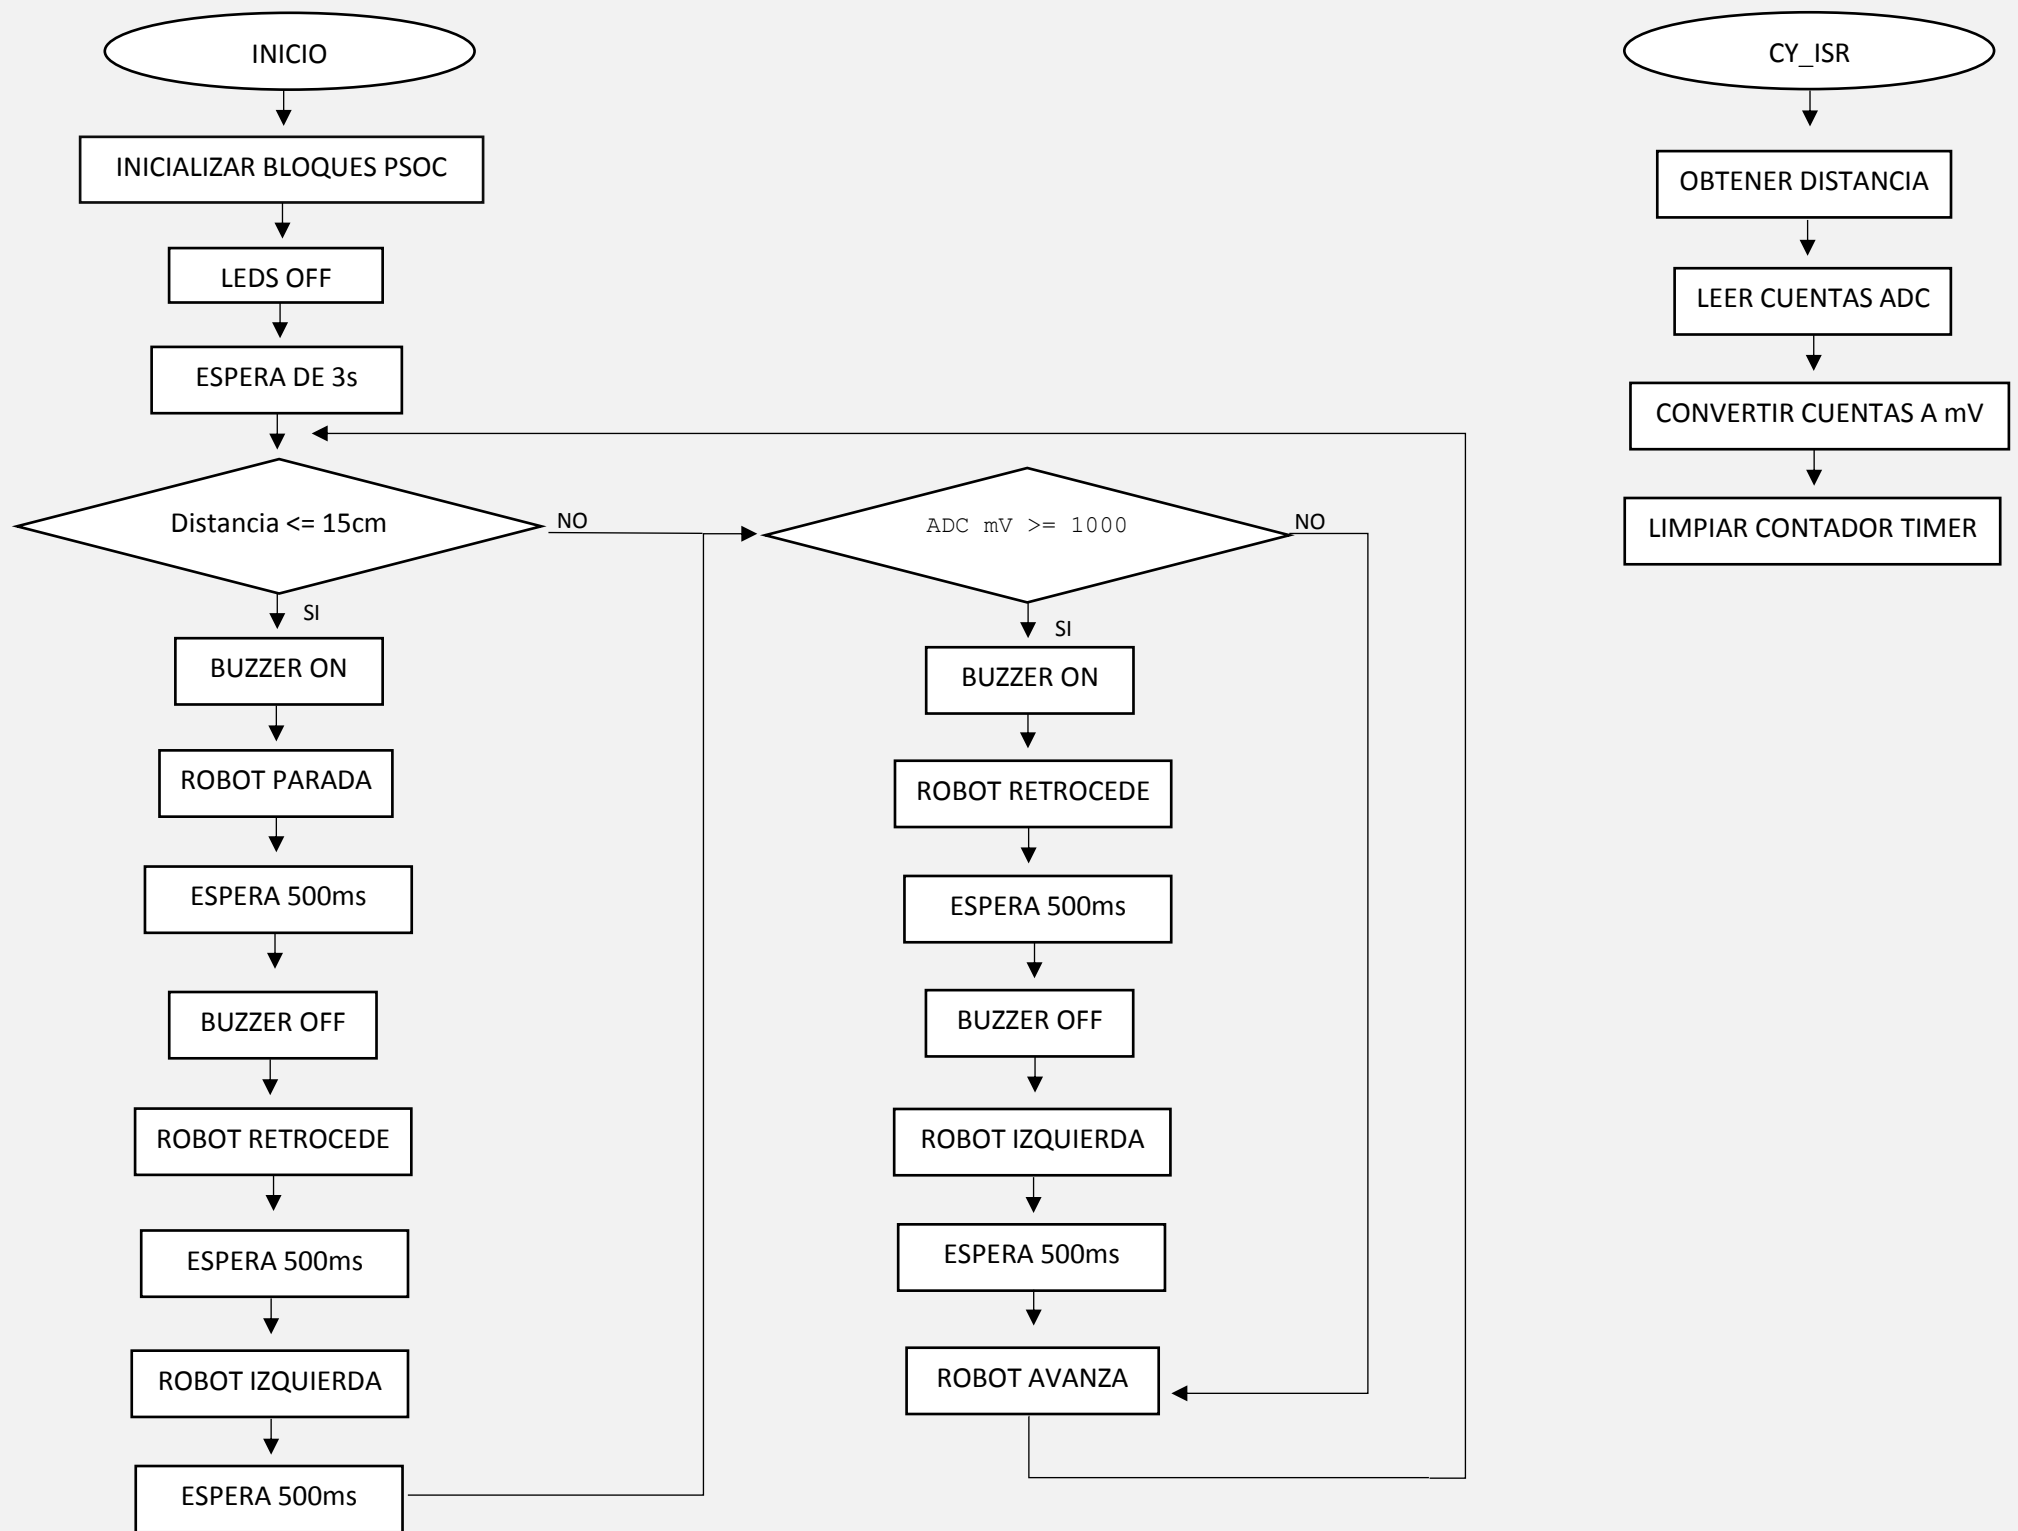 INICIO
INICIALIZAR BLOQUES PSOC
LEDS OFF
ESPERA DE 3s
Distancia <= 15cm
NO
SI
BUZZER ON
ROBOT PARADA
ESPERA 500ms
BUZZER OFF
ROBOT RETROCEDE
ESPERA 500ms
ROBOT IZQUIERDA
ESPERA 500ms
ADC mV >= 1000
NO
SI
BUZZER ON
ROBOT RETROCEDE
ESPERA 500ms
BUZZER OFF
ROBOT IZQUIERDA
ESPERA 500ms
ROBOT AVANZA
CY_ISR
OBTENER DISTANCIA
LEER CUENTAS ADC
CONVERTIR CUENTAS A mV
LIMPIAR CONTADOR TIMER